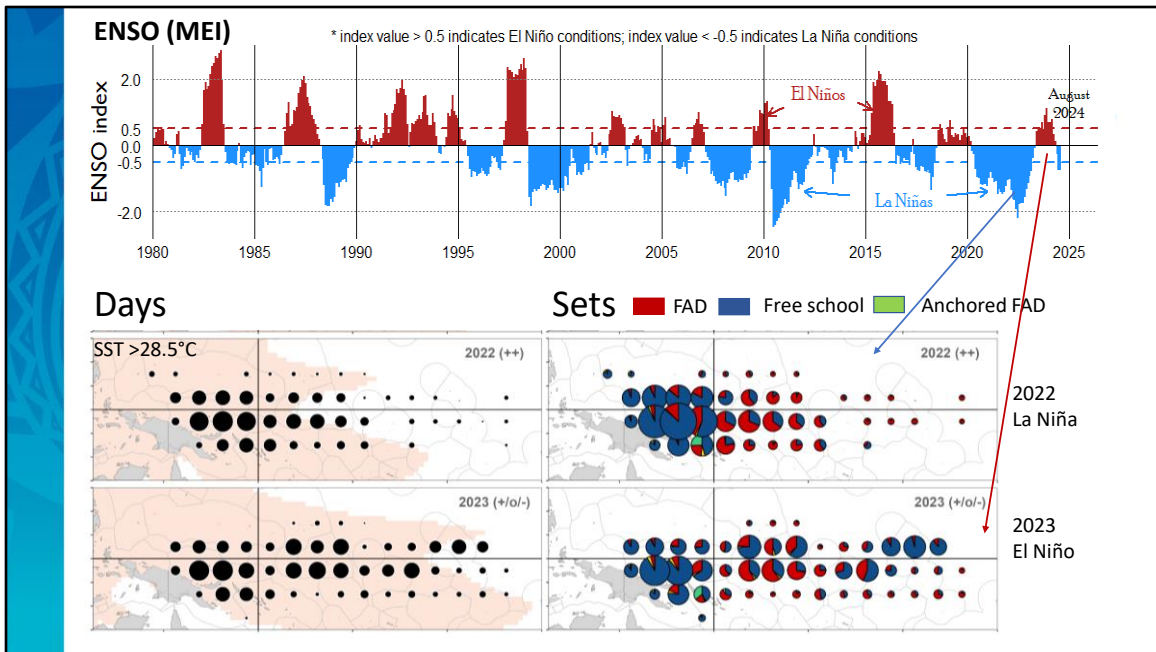 ENSO (MEI)
* index value > 0.5 indicates El Niño conditions; index value < -0.5 indicates La Niña conditions
ENSO index
2.0
0.5
0.0
-0.5
-2.0
El Niños
La Niñas
August
2024
1980 1985 1990 1995 2000 2005 2010 2015 2020 2025
Days
Sets FAD Free school Anchored FAD
SST >28.5°C
2022 (++)
2022 (++)
2022
La Niña
2023 (+/o/-)
2023 (+/o/-)
2023
El Niño